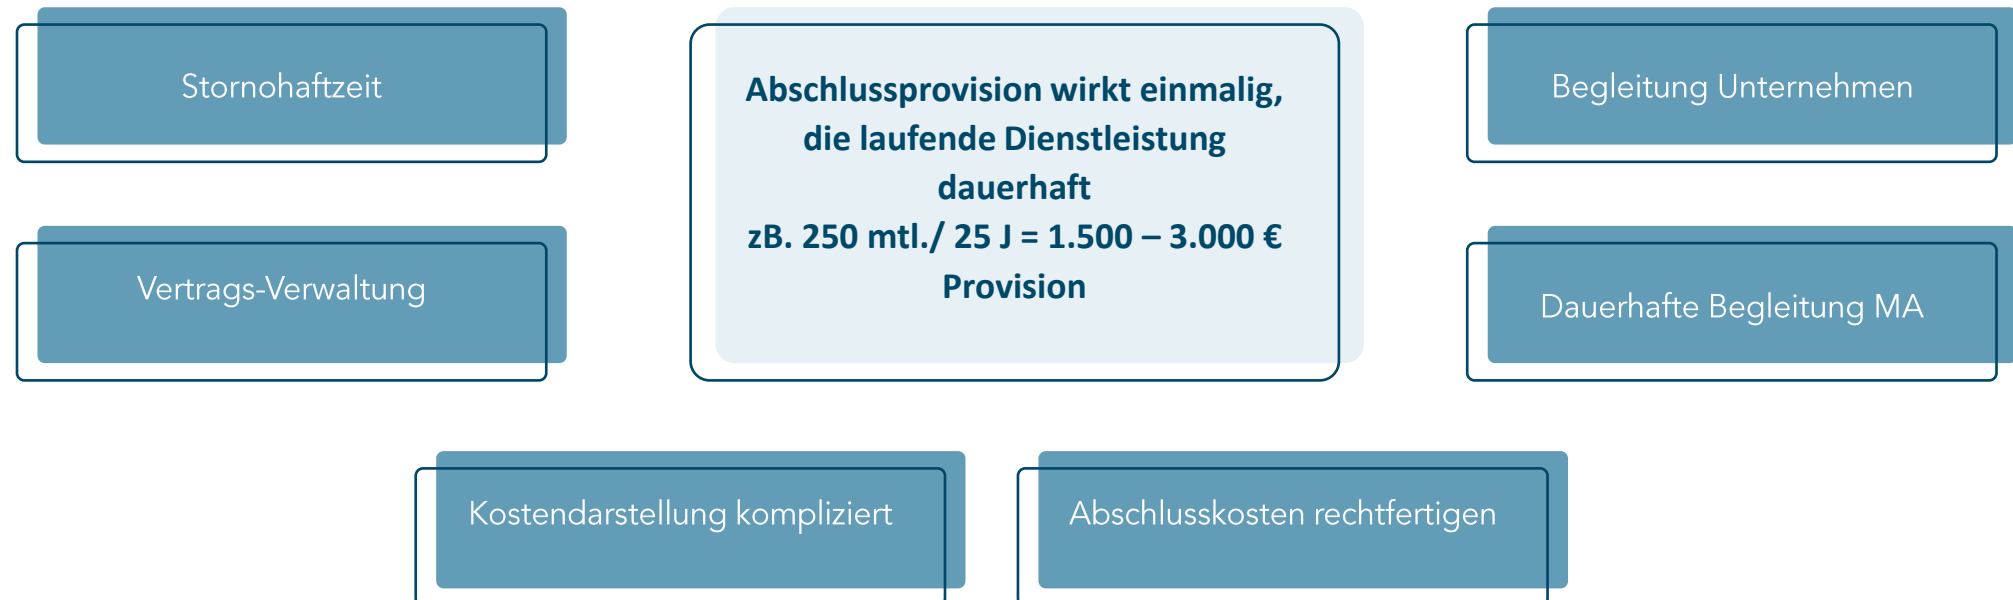 Stornohaftzeit
Abschlussprovision wirkt einmalig,
die laufende Dienstleistung
dauerhaft
zB. 250 mtl./ 25 J = 1.500 – 3.000 €
Provision
Begleitung Unternehmen
Vertrags-Verwaltung
Dauerhafte Begleitung MA
Kostendarstellung kompliziert
Abschlusskosten rechtfertigen